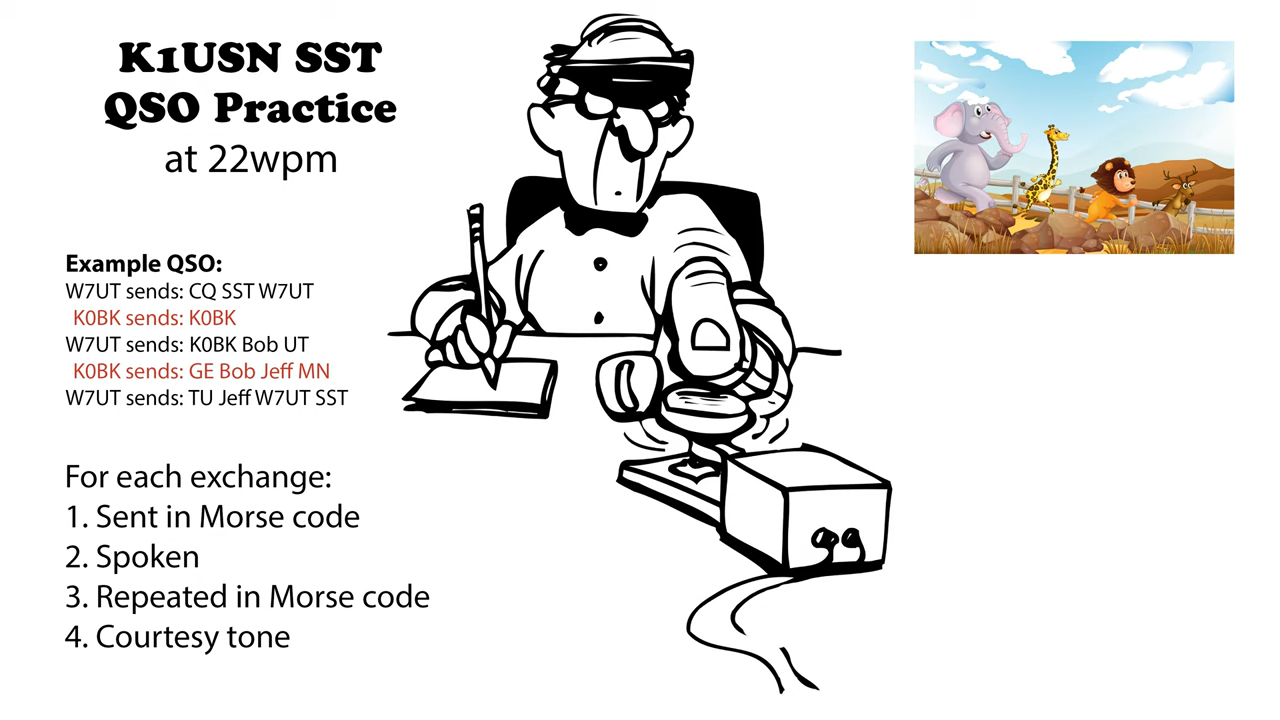 K1USN SST
QSO Practice
at 22wpm
Example QSO:
W7UT sends: CQ SST W7UT
K0BK sends: K0BK
W7UT sends: K0BK Bob UT
K0BK sends: GE Bob Jeff MN
W7UT sends: TU Jeff W7UT SST
For each exchange:
1. Sent in Morse code
2. Spoken
3. Repeated in Morse code
4. Courtesy tone